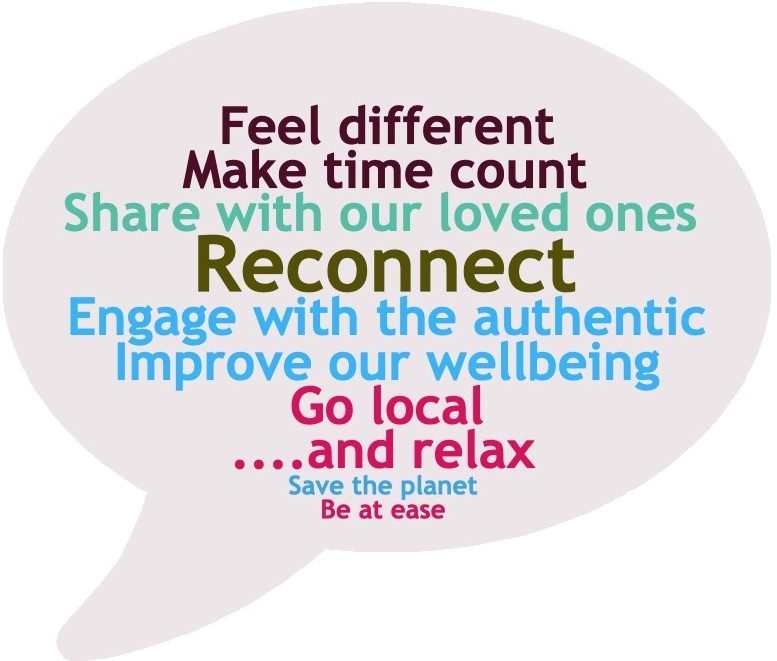 Feel different
Make time count
Share with our loved ones
Reconnect
Engage with the authentic
Improve our wellbeing
Go local
....and relax
Save the planet
Be at ease